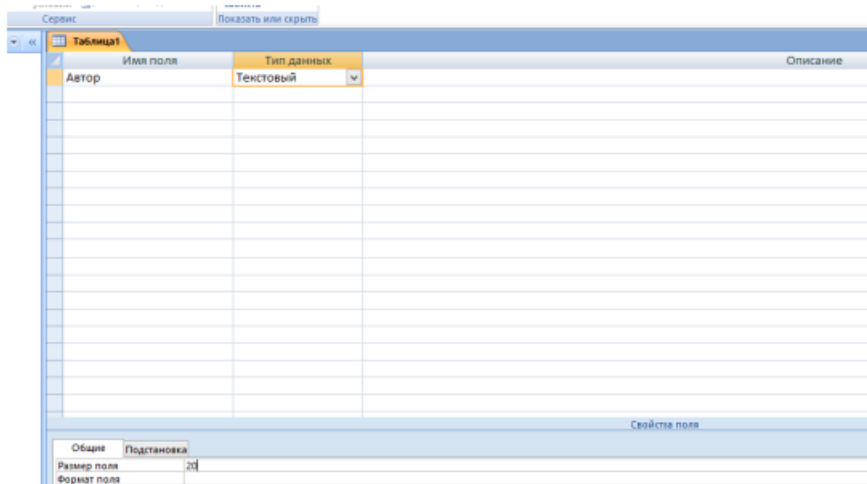 Сервис Показать или скрыть
Таблица1
Имя поля Тип данных Описание
Автор Текстовый
Свойства поля
Общие Подстановка
Размер поля 20
Формат поля